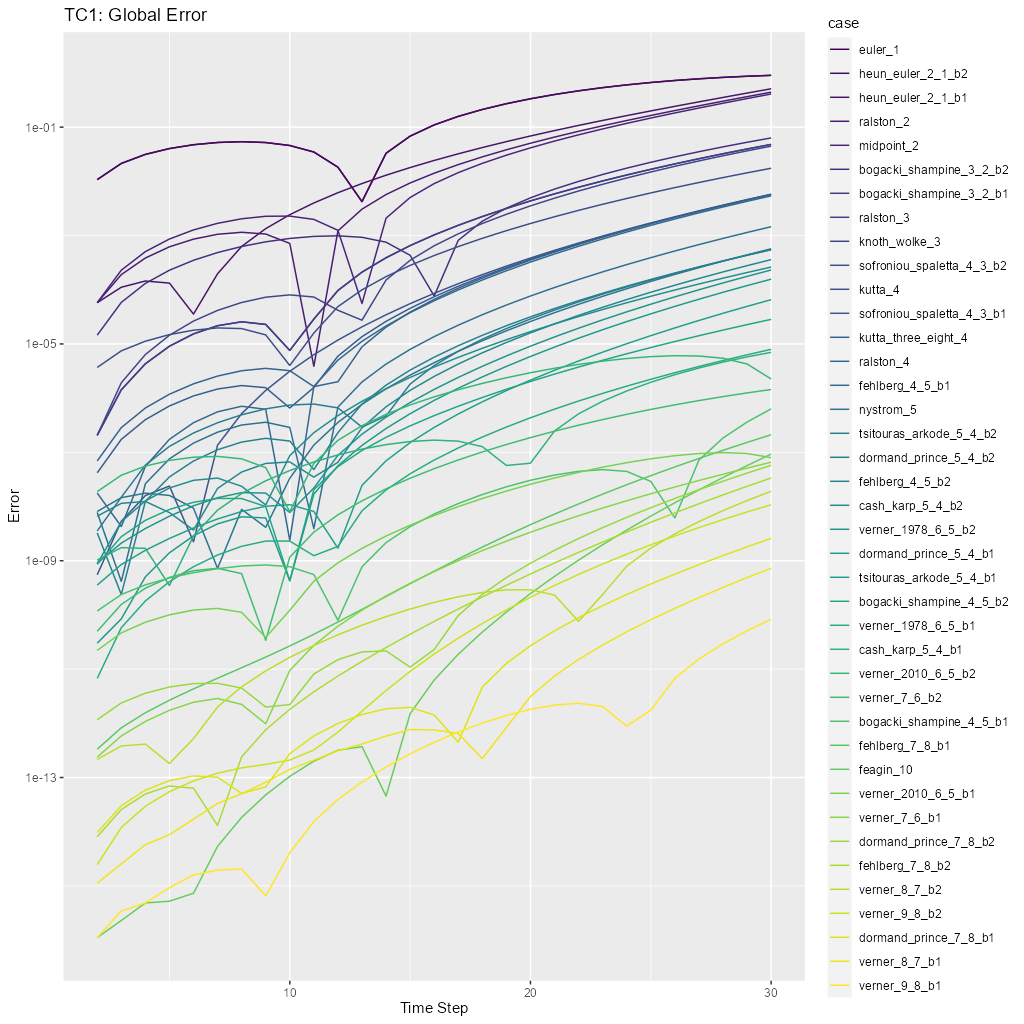 TC1: Global Error
Error
1e-01
1e-05
1e-09
1e-13
10
20
30
Time Step
case
euler_1
heun_euler_2_1_b2
heun_euler_2_1_b1
ralston_2
midpoint_2
bogacki_shampine_3_2_b2
bogacki_shampine_3_2_b1
ralston_3
knoth_wolke_3
sofroniou_spaletta_4_3_b2
kutta_4
sofroniou_spaletta_4_3_b1
kutta_three_eight_4
ralston_4
fehlberg_4_5_b1
nystrom_5
tsitouras_arkode_5_4_b2
dormand_prince_5_4_b2
fehlberg_4_5_b2
cash_karp_5_4_b2
verner_1978_6_5_b2
dormand_prince_5_4_b1
tsitouras_arkode_5_4_b1
bogacki_shampine_4_5_b2
verner_1978_6_5_b1
cash_karp_5_4_b1
verner_2010_6_5_b2
verner_7_6_b2
bogacki_shampine_4_5_b1
fehlberg_7_8_b1
feagin_10
verner_2010_6_5_b1
verner_7_6_b1
dormand_prince_7_8_b2
fehlberg_7_8_b2
verner_8_7_b2
verner_9_8_b2
dormand_prince_7_8_b1
verner_8_7_b1
verner_9_8_b1